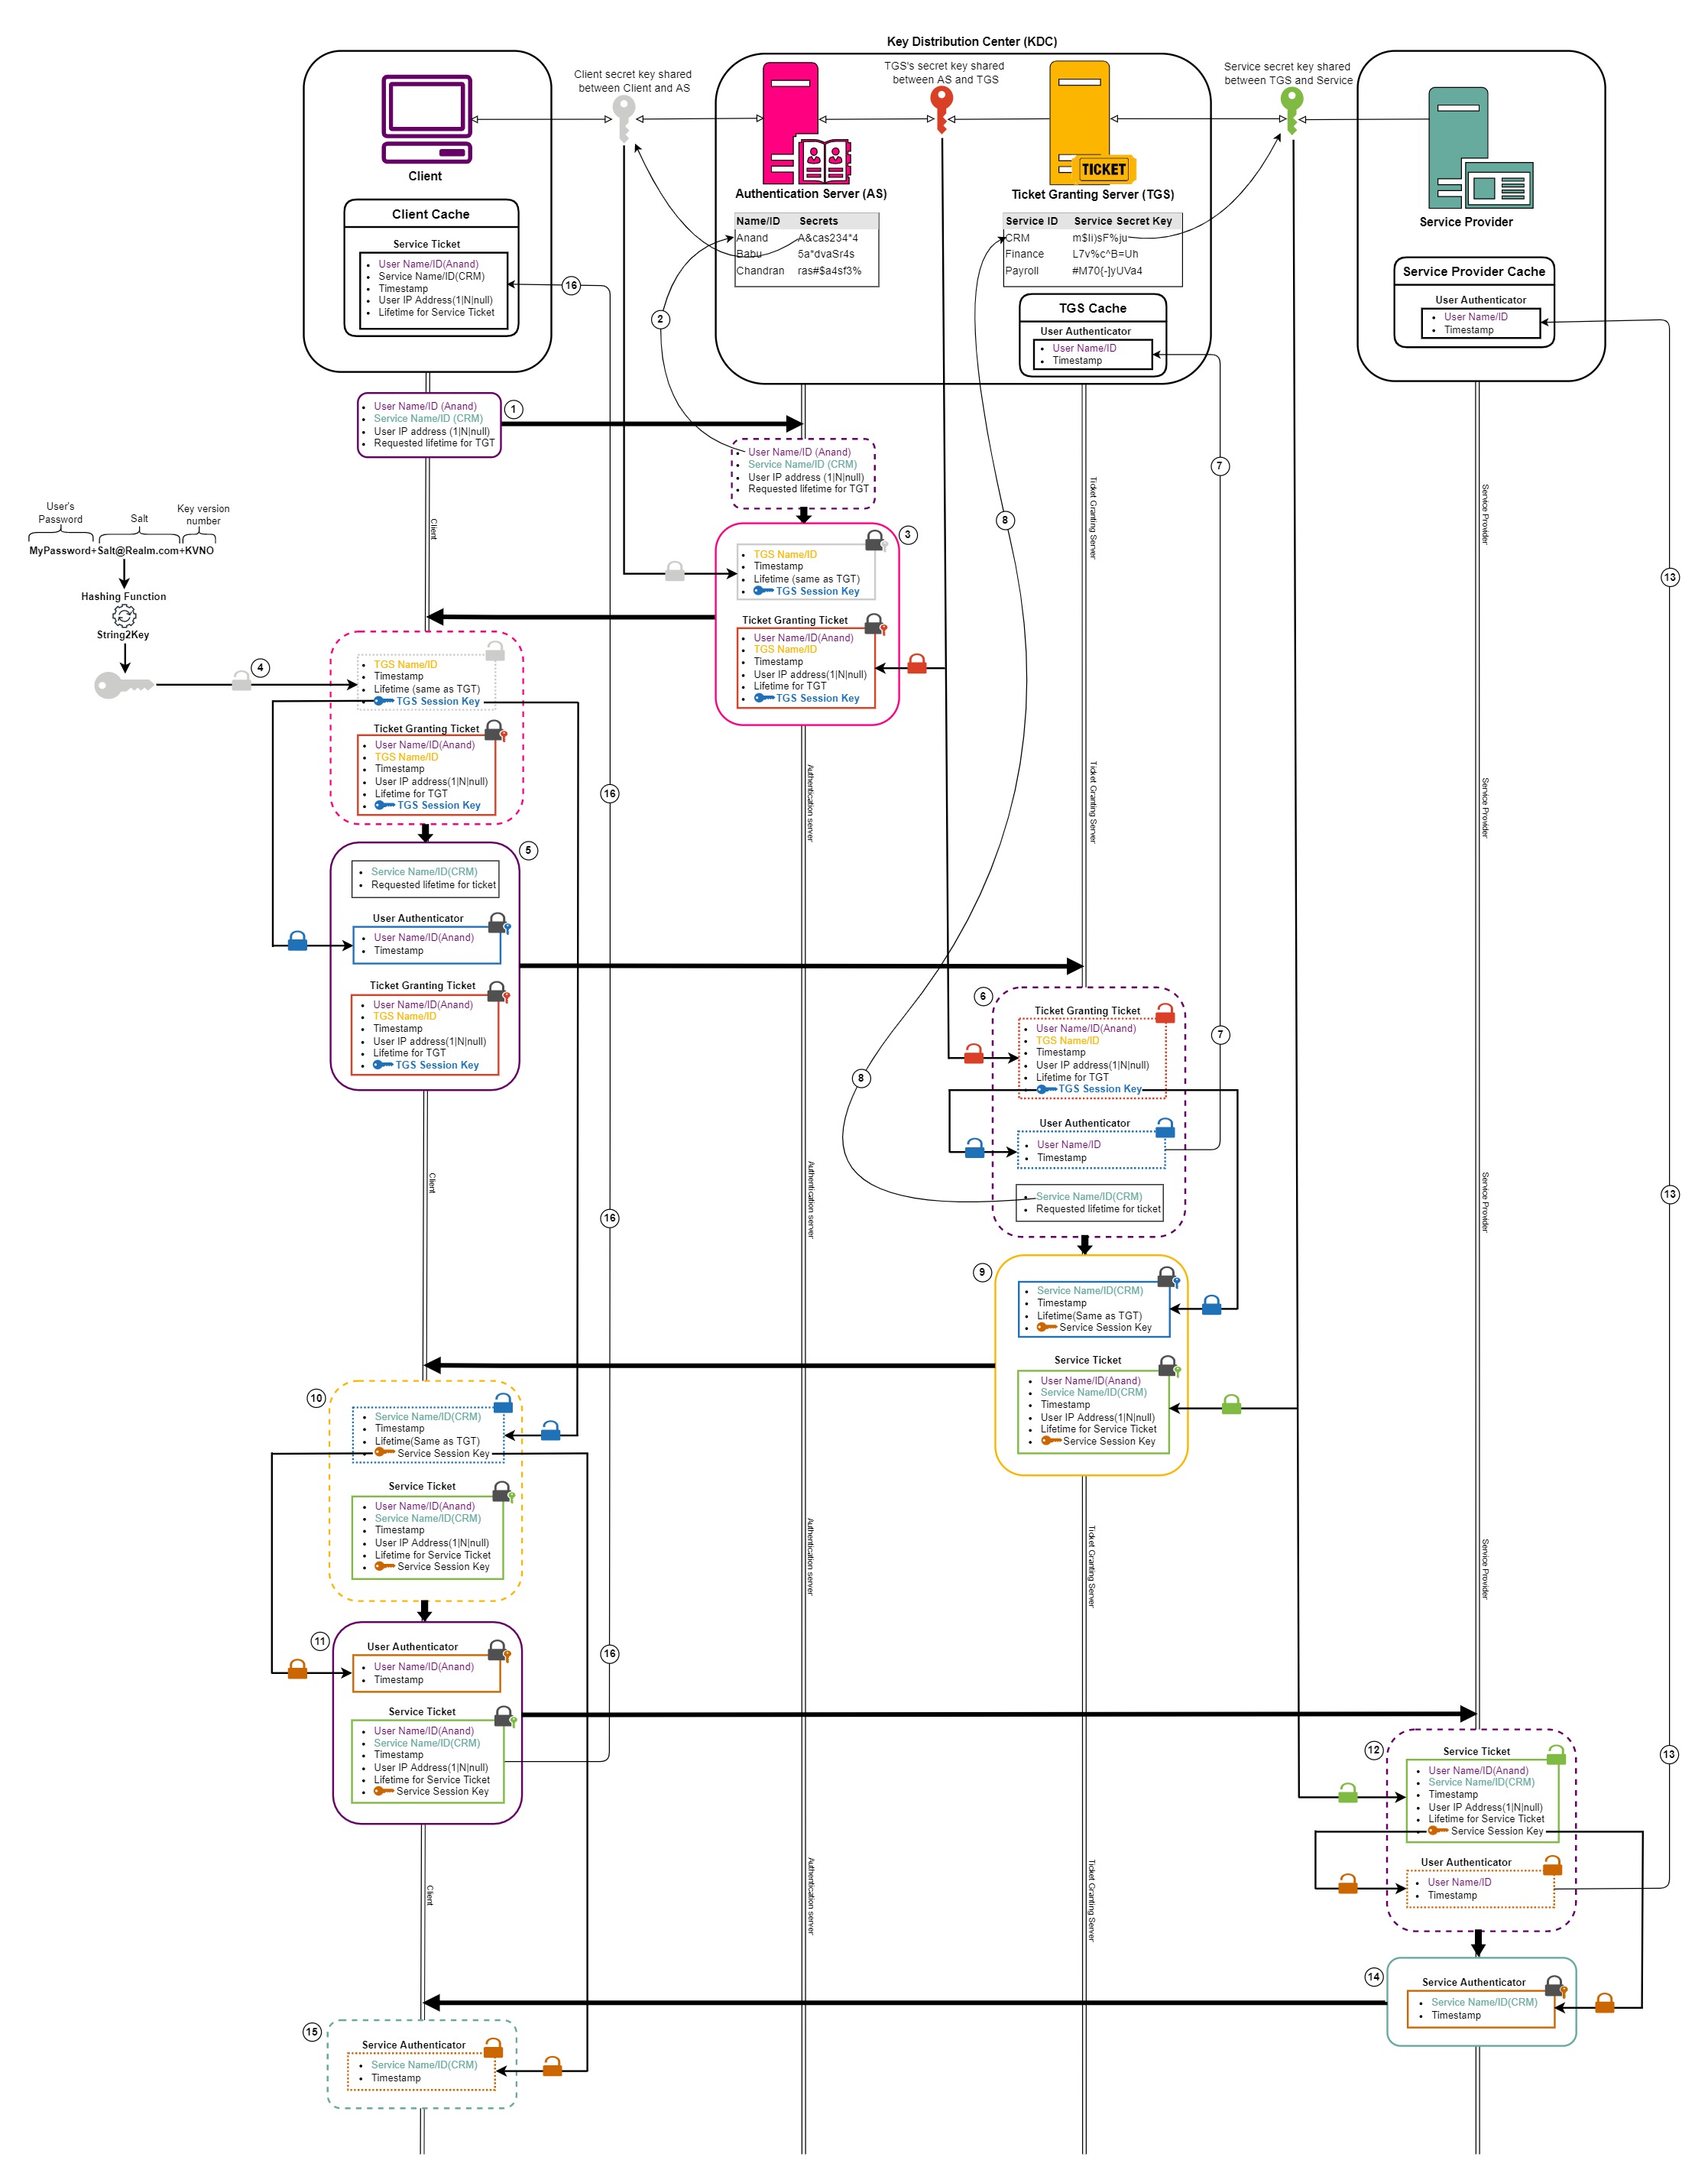 Key Distribution Center (KDC)
Client secret key shared
between Client and AS
TGS's secret key shared
between AS and TGS
Service secret key shared
between TGS and Service
Client
TICKET
Authentication Server (AS)
Ticket Granting Server (TGS)
Service Provider
Client Cache
Service Ticket
User Name/ID(Anand)
Service Name/ID(CRM)
Timestamp
User IP Address(1|N|null)
Lifetime for Service Ticket
Name/ID Secrets
Anand A&cas234*4
Babu 5a*dvaSr4s
Chandran ras#$a4sf3%
Service ID Service Secret Key
CRM m$Ii)sF%ju
Finance L7v%c^B=Uh
Payroll #M70{-]yUVa4
TGS Cache
User Authenticator
User Name/ID
Timestamp
Service Provider Cache
User Authenticator
User Name/ID
Timestamp
16
2
1
User Name/ID (Anand)
Service Name/ID (CRM)
User IP address (1|N|null)
Requested lifetime for TGT
User Name/ID (Anand)
Service Name/ID (CRM)
User IP address (1|N|null)
Requested lifetime for TGT
7
8
13
Client
Ticket Granting Server
Service Provider
User's
Password
Salt
Key version
number
MyPassword+Salt@Realm.com+KVNO
Hashing Function
String2Key
3
TGS Name/ID
Timestamp
Lifetime (same as TGT)
TGS Session Key
Ticket Granting Ticket
User Name/ID(Anand)
TGS Name/ID
Timestamp
User IP address(1|N|null)
Lifetime for TGT
TGS Session Key
4
TGS Name/ID
Timestamp
Lifetime (same as TGT)
TGS Session Key
Ticket Granting Ticket
User Name/ID(Anand)
TGS Name/ID
Timestamp
User IP address(1|N|null)
Lifetime for TGT
TGS Session Key
16
Authentication server
Ticket Granting Server
Service Provider
5
Service Name/ID(CRM)
Requested lifetime for ticket
User Authenticator
User Name/ID(Anand)
Timestamp
Ticket Granting Ticket
User Name/ID(Anand)
TGS Name/ID
Timestamp
User IP address(1|N|null)
Lifetime for TGT
TGS Session Key
6
Ticket Granting Ticket
User Name/ID(Anand)
TGS Name/ID
Timestamp
User IP address(1|N|null)
Lifetime for TGT
TGS Session Key
User Authenticator
User Name/ID
Timestamp
Service Name/ID(CRM)
Requested lifetime for ticket
7
8
13
16
Client
Authentication server
Service Provider
9
Service Name/ID(CRM)
Timestamp
Lifetime(Same as TGT)
Service Session Key
Service Ticket
User Name/ID(Anand)
Service Name/ID(CRM)
Timestamp
User IP Address(1|N|null)
Lifetime for Service Ticket
Service Session Key
10
Service Name/ID(CRM)
Timestamp
Lifetime(Same as TGT)
Service Session Key
Service Ticket
User Name/ID(Anand)
Service Name/ID(CRM)
Timestamp
User IP Address(1|N|null)
Lifetime for Service Ticket
Service Session Key
Authentication server
Ticket Granting Server
Service Provider
11
User Authenticator
User Name/ID(Anand)
Timestamp
Service Ticket
User Name/ID(Anand)
Service Name/ID(CRM)
Timestamp
User IP Address(1|N|null)
Lifetime for Service Ticket
Service Session Key
16
12
Service Ticket
User Name/ID(Anand)
Service Name/ID(CRM)
Timestamp
User IP Address(1|N|null)
Lifetime for Service Ticket
Service Session Key
User Authenticator
User Name/ID
Timestamp
13
Client
Authentication server
Ticket Granting Server
14
Service Authenticator
Service Name/ID(CRM)
Timestamp
15
Service Authenticator
Service Name/ID(CRM)
Timestamp